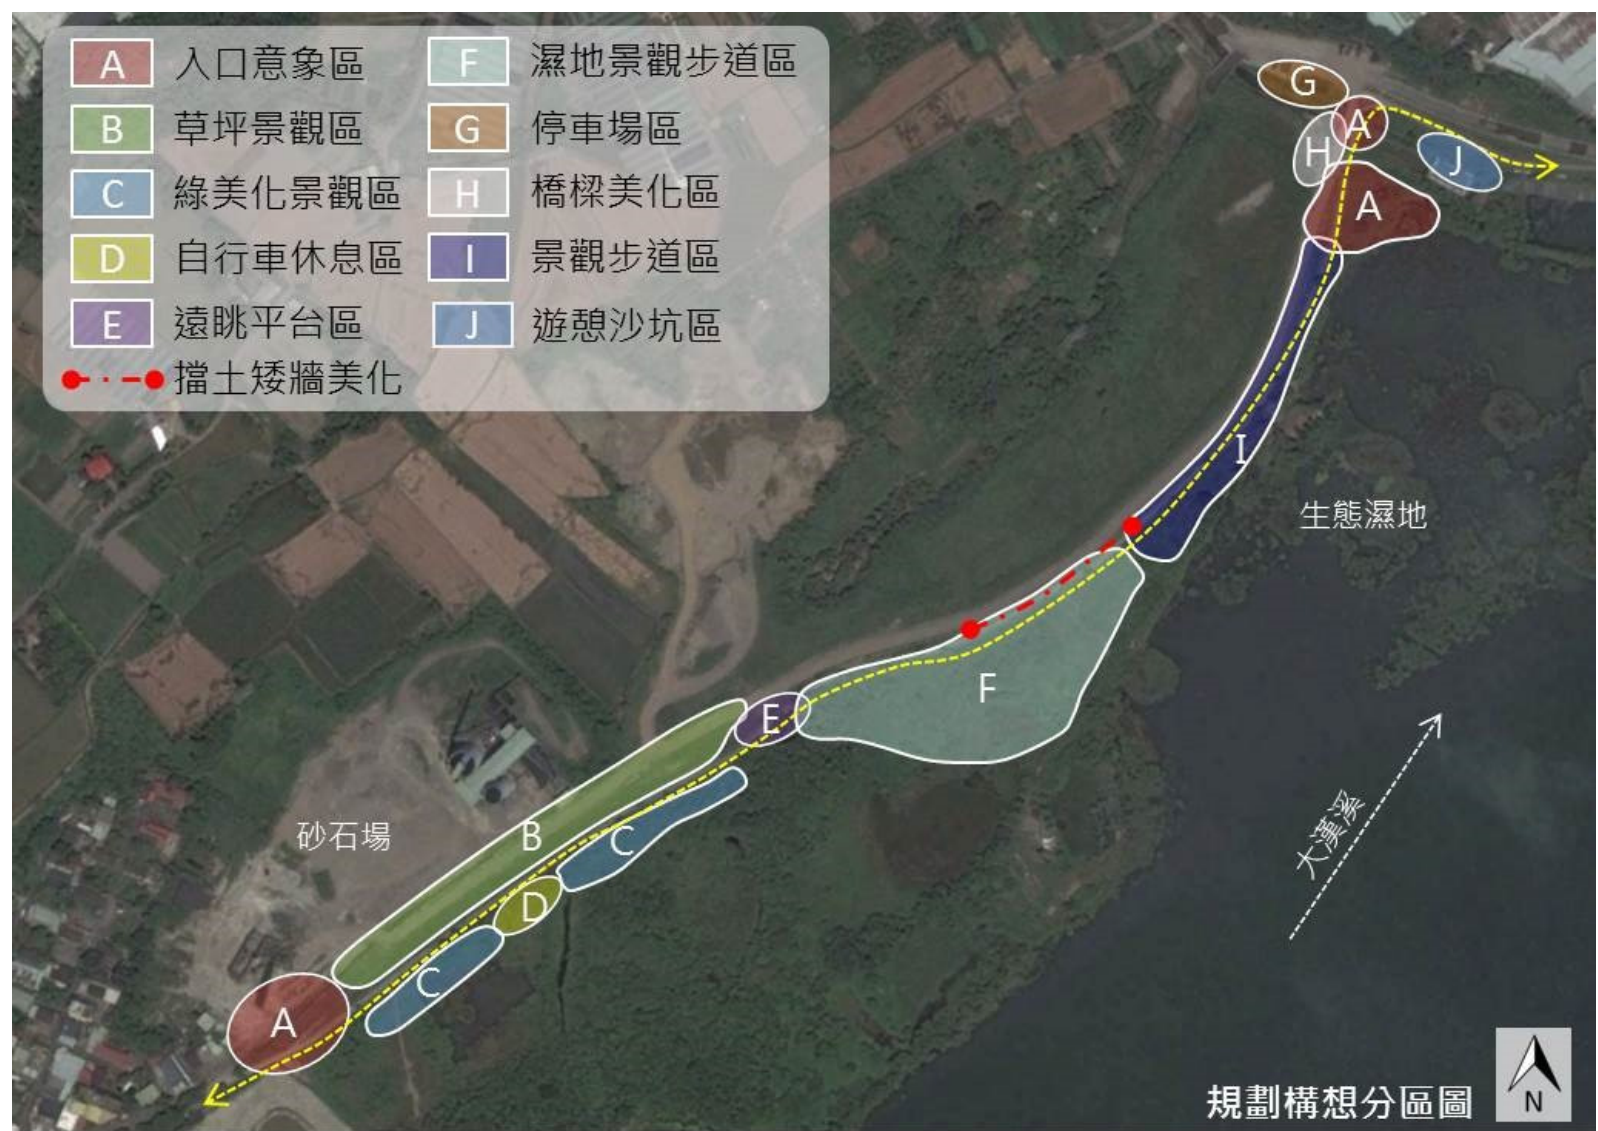 A 入口意象區
B 草坪景觀區
C 綠美化景觀區
D 自行車休息區
E 遠眺平台區
擋土矮牆美化
F 濕地景觀步道區
G 停車場區
H 橋樑美化區
I 景觀步道區
J 遊憩沙坑區
G
A
H
J
A
I
生態濕地
F
E
大漢溪
砂石場
B
C
D
C
A
規劃構想分區圖
N